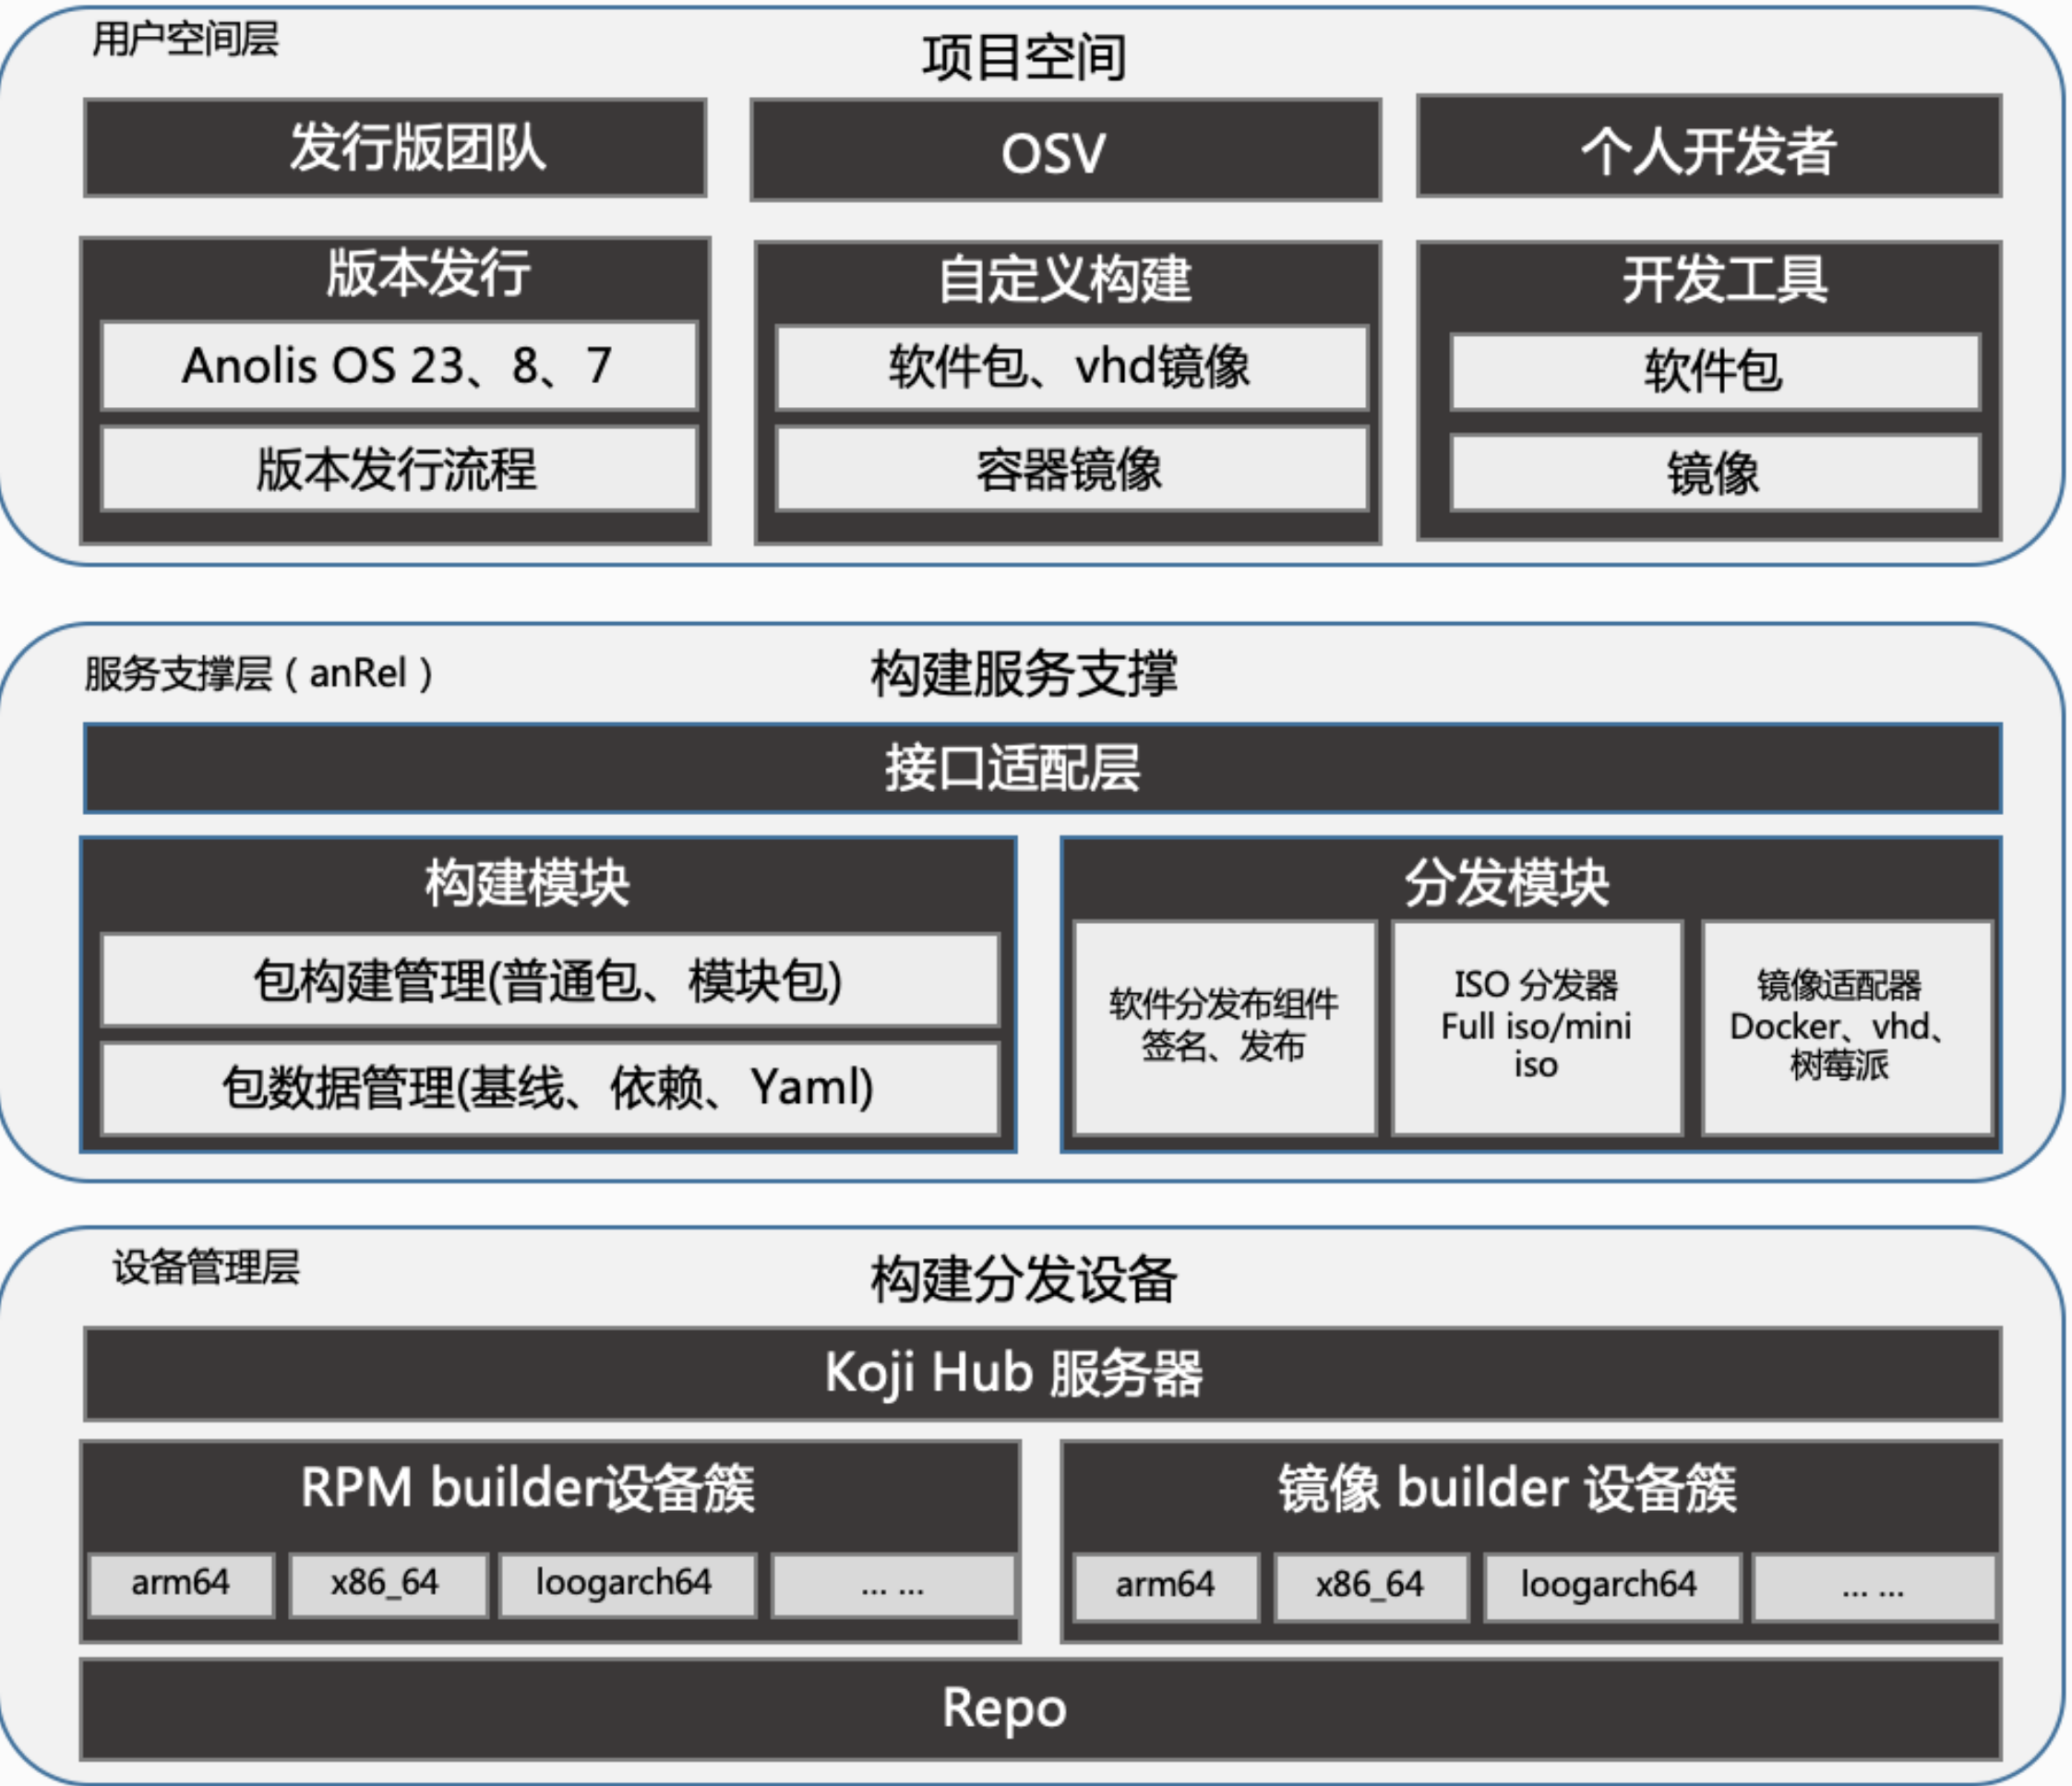 用户空间层
项目空间
发行版团队
OSV
个人开发者
版本发行
Anolis OS 23、8、7
版本发行流程
自定义构建
软件包、vhd镜像
容器镜像
开发工具
软件包
镜像
服务支撑层（anRel）
构建服务支撑
接口适配层
构建模块
包构建管理(普通包、模块包)
包数据管理(基线、依赖、Yaml)
分发模块
软件分发布组件
签名、发布
ISO 分发器
Full iso/mini
iso
镜像适配器
Docker、vhd、
树莓派
设备管理层
构建分发设备
Koji Hub 服务器
RPM builder设备簇
arm64
x86_64
loogarch64
... ...
镜像 builder 设备簇
arm64
x86_64
loogarch64
... ...
Repo